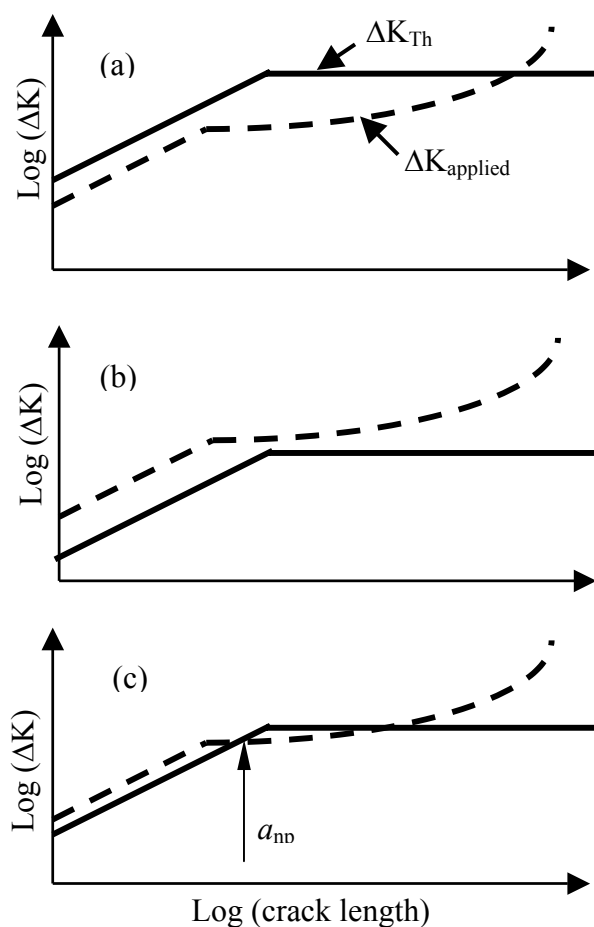 (a)
ΔK_Th
ΔK_applied
Log (ΔK)
(b)
Log (ΔK)
(c)
a_np
Log (ΔK)
Log (crack length)